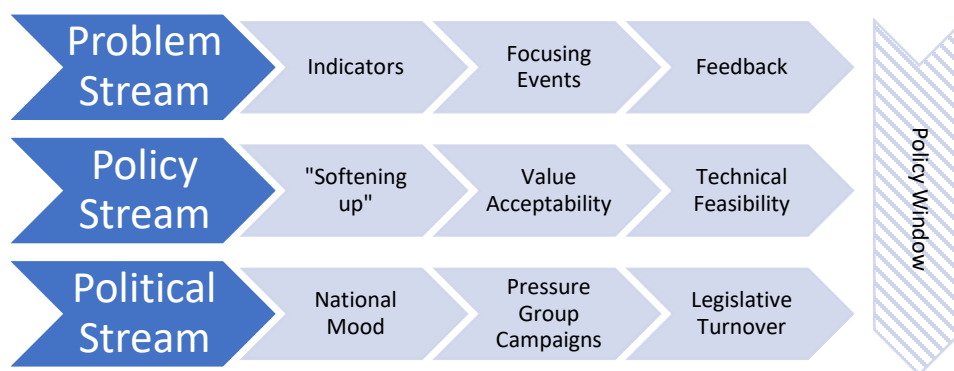 Problem
Stream
Indicators
Focusing
Events
Feedback
Policy
Stream
"Softening
up"
Value
Acceptability
Technical
Feasibility
Political
Stream
National
Mood
Pressure
Group
Campaigns
Legislative
Turnover
Policy Window